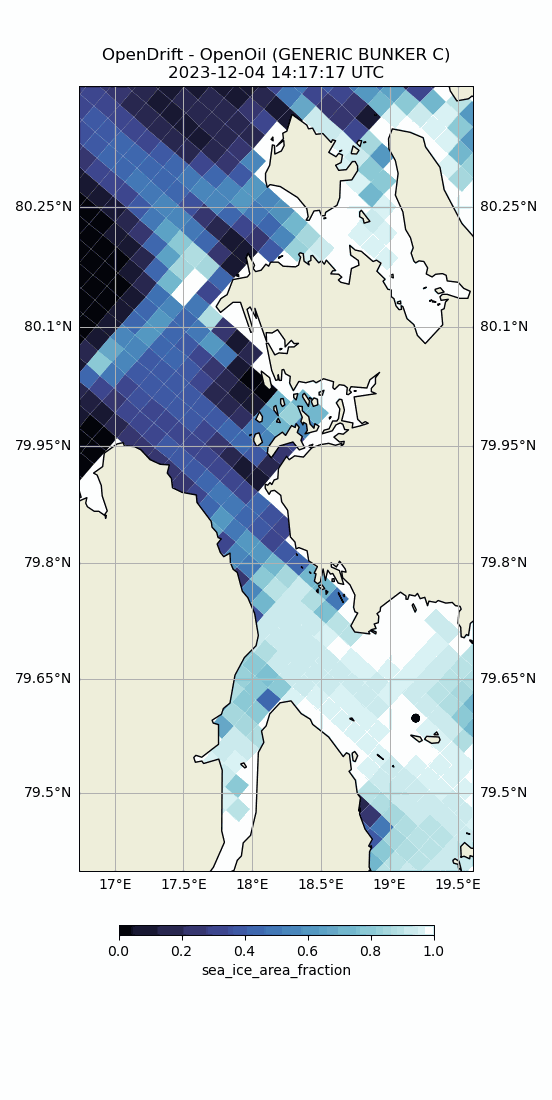 OpenDrift - OpenOil (GENERIC BUNKER C)
2023-12-04 14:17:17 UTC
80.25°N 80.25°N
80.1°N 80.1°N
79.95°N 79.95°N
79.8°N 79.8°N
79.65°N 79.65°N
79.5°N 79.5°N
17°E 17.5°E 18°E 18.5°E 19°E 19.5°E
0.0 0.2 0.4 0.6 0.8 1.0
sea_ice_area_fraction